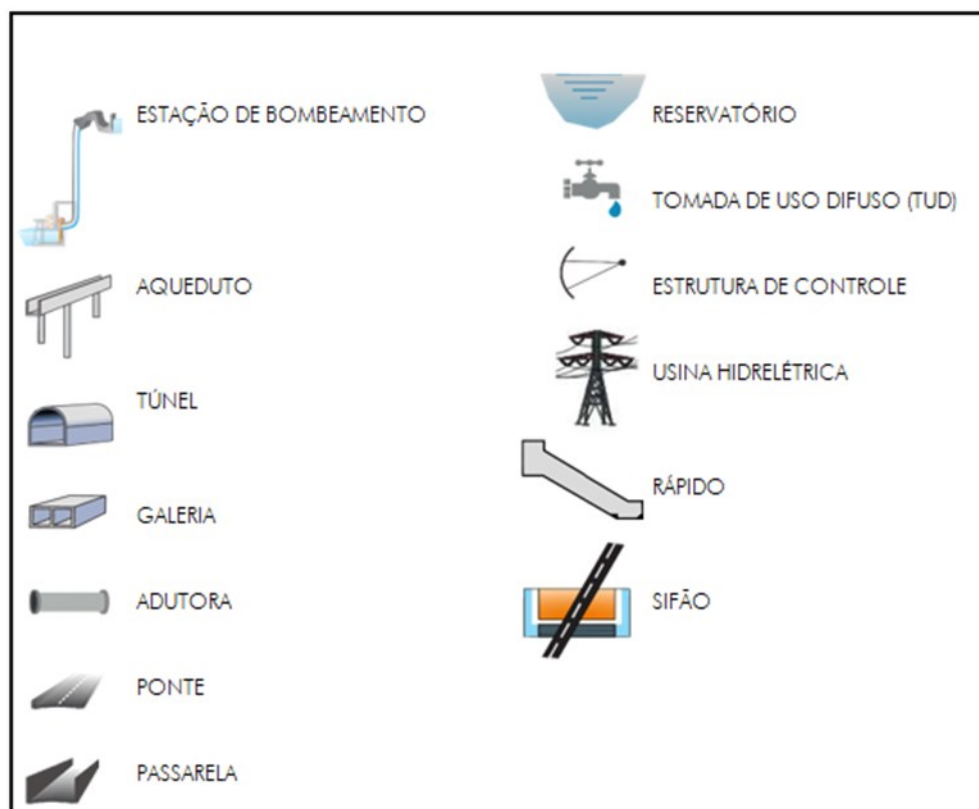 ESTAÇÃO DE BOMBEAMENTO
AQUEDUTO
TÚNEL
GALERIA
ADUTORA
PONTE
PASSARELA
RESERVATÓRIO
TOMADA DE USO DIFUSO (TUD)
ESTRUTURA DE CONTROLE
USINA HIDRELÉTRICA
RÁPIDO
SIFÃO